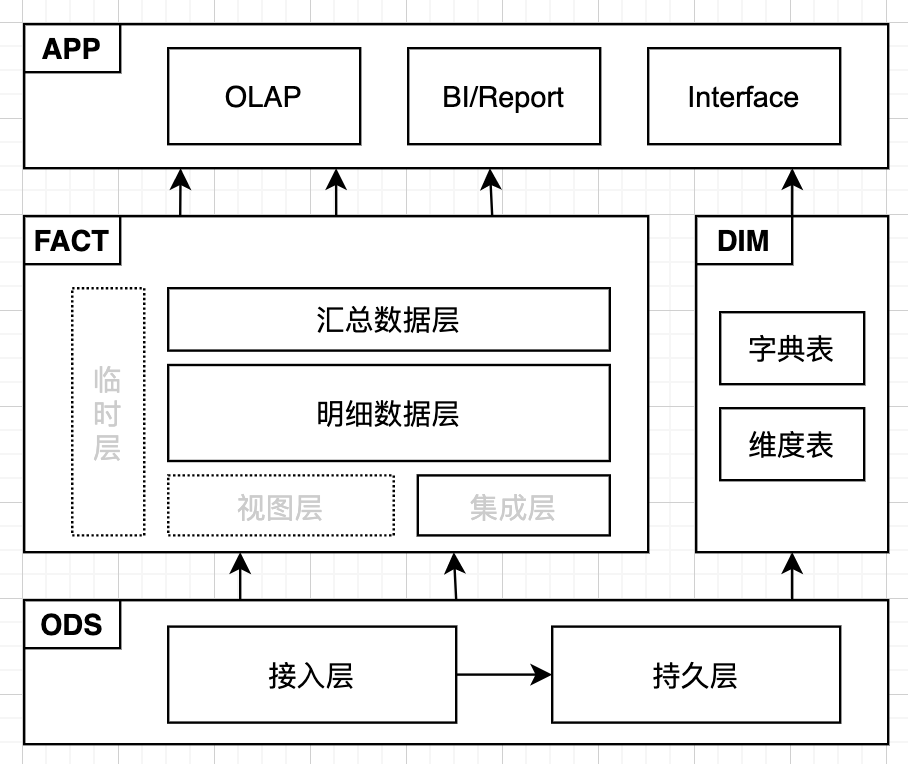 APP
OLAP
BI/Report
Interface
FACT
汇总数据层
临时层
明细数据层
视图层
集成层
DIM
字典表
维度表
ODS
接入层
持久层